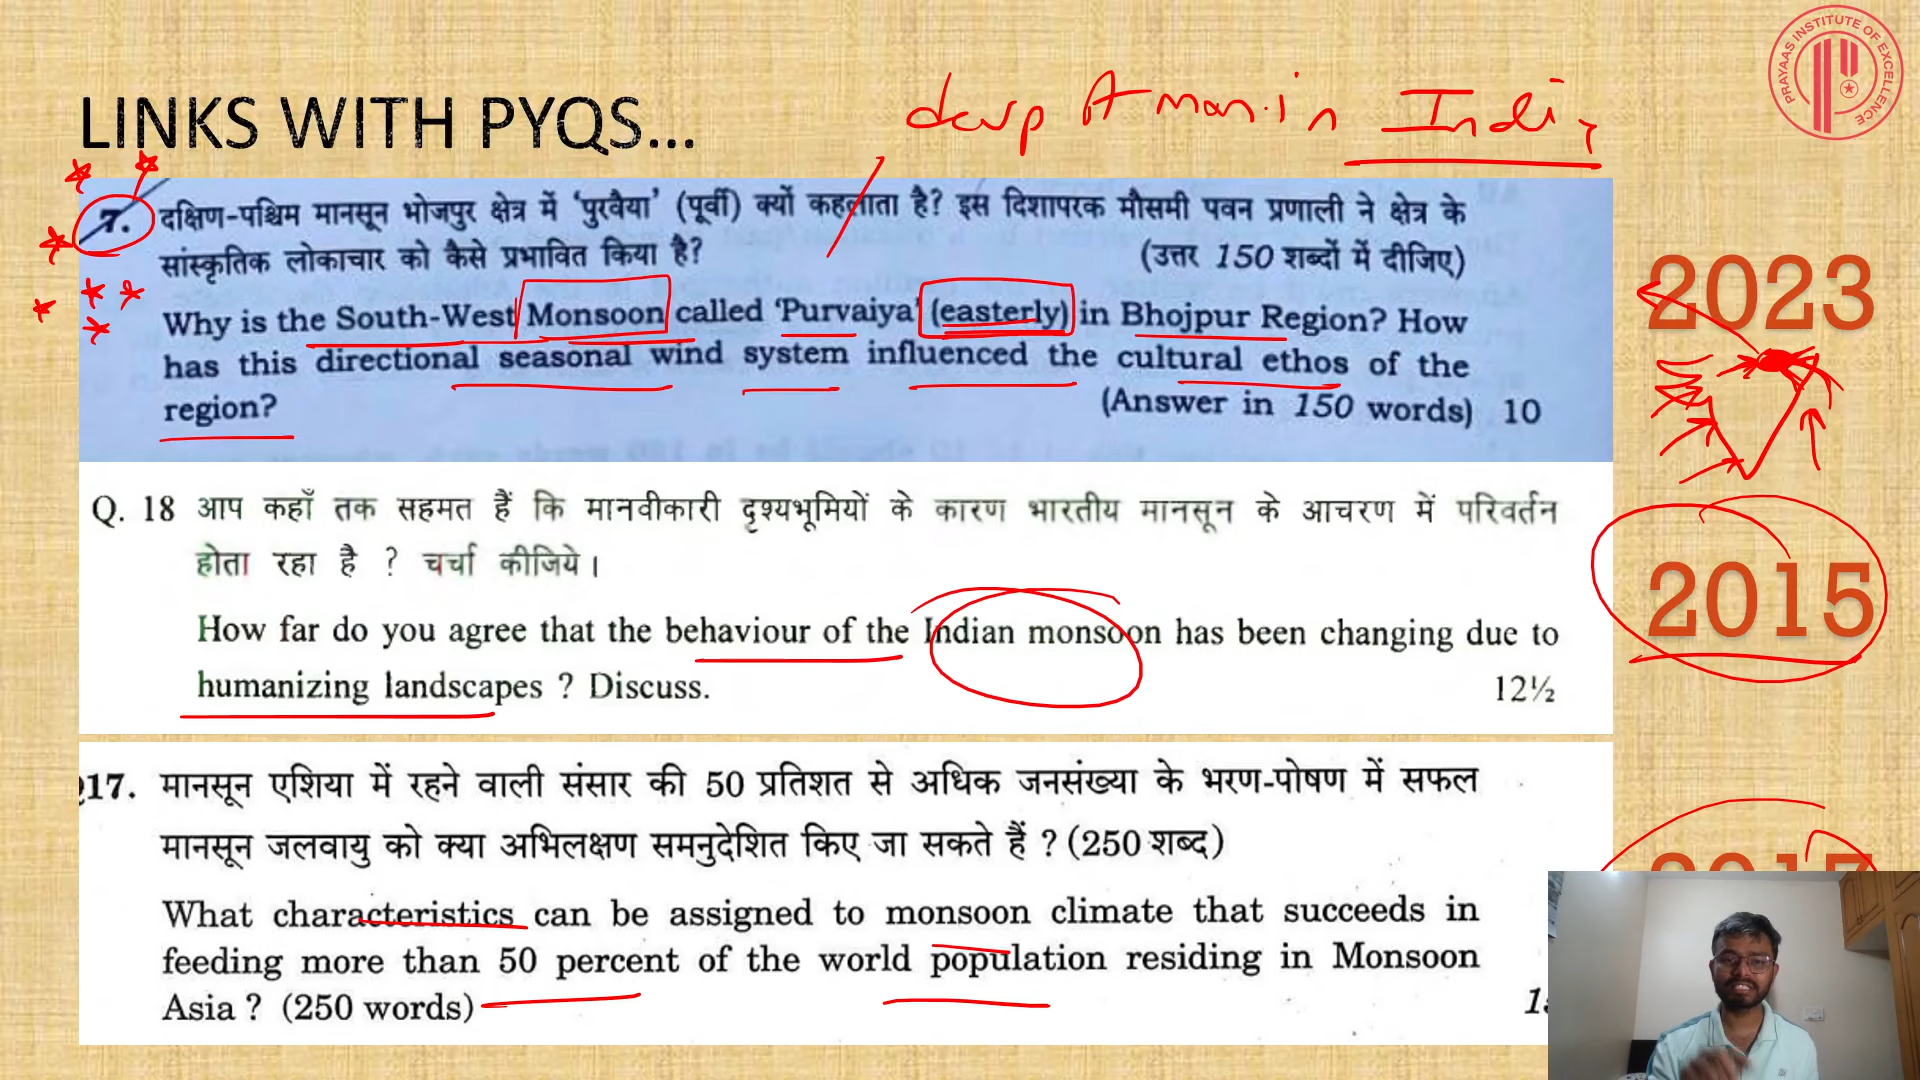 PRAYAAS INSTITUTE OF EXCELLENCE
LINKS WITH PYQS...
in Indi
7. दक्षिण-पश्चिम मानसून भोजपुर क्षेत्र में 'पुरवैया' (पूर्वी) क्यों कहलाता है? इस दिशापरक मौसमी पवन प्रणाली ने क्षेत्र के
सांस्कृतिक लोकाचार को कैसे प्रभावित किया है? (उत्तर 150 शब्दों में दीजिए)
Why is the South-West Monsoon called 'Purvaiya' (easterly) in Bhojpur Region? How
has this directional seasonal wind system influenced the cultural ethos of the
region? (Answer in 150 words) 10
2023
Q. 18 आप कहाँ तक सहमत हैं कि मानवीकारी दृश्यभूमियों के कारण भारतीय मानसून के आचरण में परिवर्तन
होता रहा है ? चर्चा कीजिये।
How far do you agree that the behaviour of the Indian monsoon has been changing due to
humanizing landscapes ? Discuss. 12½
2015
17. मानसून एशिया में रहने वाली संसार की 50 प्रतिशत से अधिक जनसंख्या के भरण-पोषण में सफल
मानसून जलवायु को क्या अभिलक्षण समनुदेशित किए जा सकते हैं ? (250 शब्द)
What characteristics can be assigned to monsoon climate that succeeds in
feeding more than 50 percent of the world population residing in Monsoon
Asia ? (250 words)